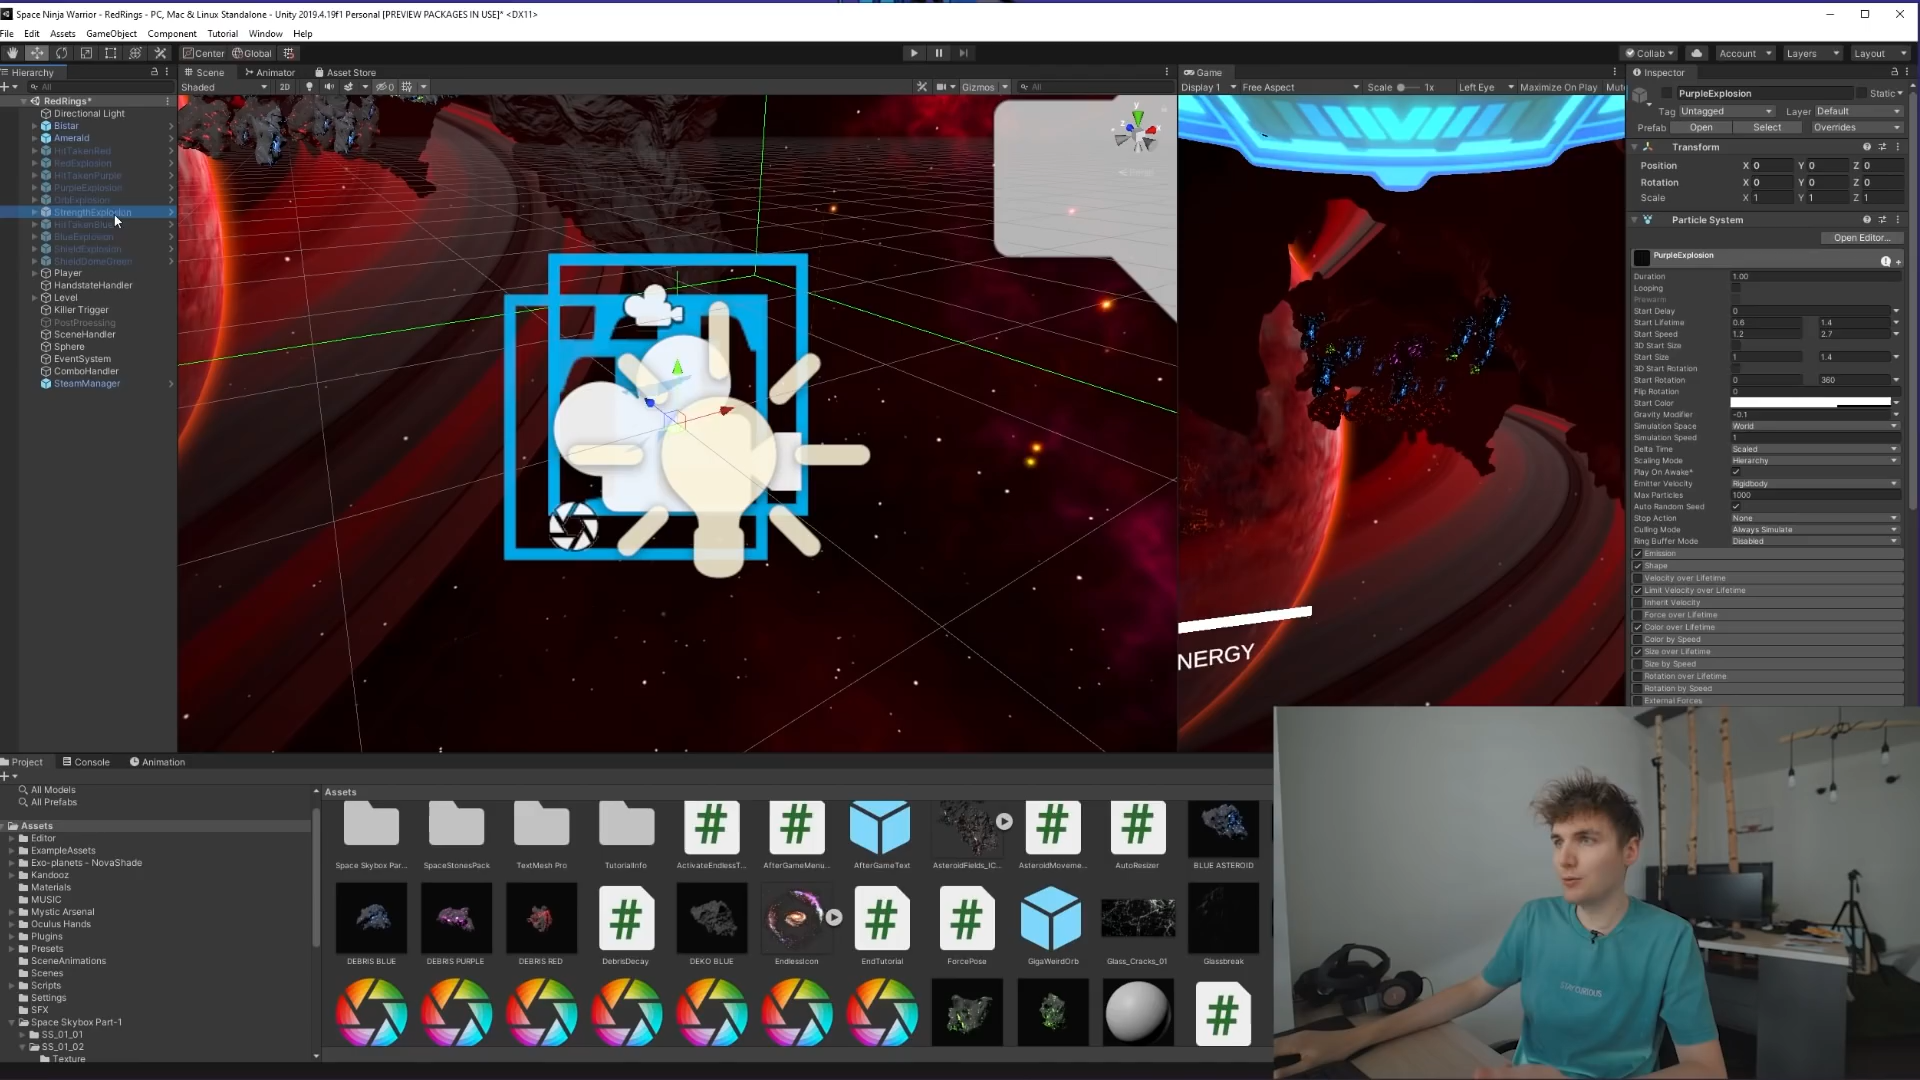 Space Ninja Warrior - RedRings - PC, Mac & Linux Standalone - Unity 2019.4.19f1 Personal [PREVIEW PACKAGES IN USE]* <DX11>
File Edit Assets GameObject Component Tutorial Window Help
Center Global Collab Account Layers Layout
Hierarchy Scene Animator Asset Store Game Inspector
All Shaded 2D 0 Gizmos All Display 1 Free Aspect Scale 1x Left Eye Maximize On Play Mut
PurpleExplosion Static
Tag Untagged Layer Default
Prefab Open Select Overrides
RedRings*
Directional Light
Bistar
Amerald
HitTakenRed
RedExplosion
HitTakenPurple
PurpleExplosion
OrbExplosion
StrengthExplosion
HitTakenBlue
BlueExplosion
ShieldExplosion
ShieldDomeGreen
Player
HandstateHandler
Level
Killer Trigger
PostProessing
SceneHandler
Sphere
EventSystem
ComboHandler
SteamManager
y
x
z
NERGY
Transform
Position X 0 Y 0 Z 0
Rotation X 0 Y 0 Z 0
Scale X 1 Y 1 Z 1
Particle System
Open Editor...
PurpleExplosion
Duration 1.00
Looping
Prewarm
Start Delay 0
Start Lifetime 0.6 1.4
Start Speed 1.2 2.7
3D Start Size
Start Size 1 1.4
3D Start Rotation
Start Rotation 0 360
Flip Rotation 0
Start Color
Gravity Modifier -0.1
Simulation Space World
Simulation Speed 1
Delta Time Scaled
Scaling Mode Hierarchy
Play On Awake*
Emitter Velocity Rigidbody
Max Particles 1000
Auto Random Seed
Stop Action None
Culling Mode Always Simulate
Ring Buffer Mode Disabled
Emission
Shape
Velocity over Lifetime
Limit Velocity over Lifetime
Inherit Velocity
Force over Lifetime
Color over Lifetime
Color by Speed
Size over Lifetime
Size by Speed
Rotation over Lifetime
Rotation by Speed
External Forces
Project Console Animation
All Models
All Prefabs
Assets
Editor
ExampleAssets
Exo-planets - NovaShade
Kandooz
Materials
MUSIC
Mystic Arsenal
Oculus Hands
Plugins
Presets
SceneAnimations
Scenes
Scripts
Settings
SFX
Space Skybox Part-1
SS_01_01
SS_01_02
Texture
Assets
Space Skybox Par... SpaceStonesPack TextMesh Pro TutorialInfo ActivateEndlessT... AfterGameMenu... AfterGameText AsteroidFields_IC... AsteroidMoveme... AutoResizer BLUE ASTEROID
DEBRIS BLUE DEBRIS PURPLE DEBRIS RED DebrisDecay DEKO BLUE EndlessIcon EndTutorial ForcePose GigaWeirdOrb Glass_Cracks_01 Glassbreak
STAY CURIOUS